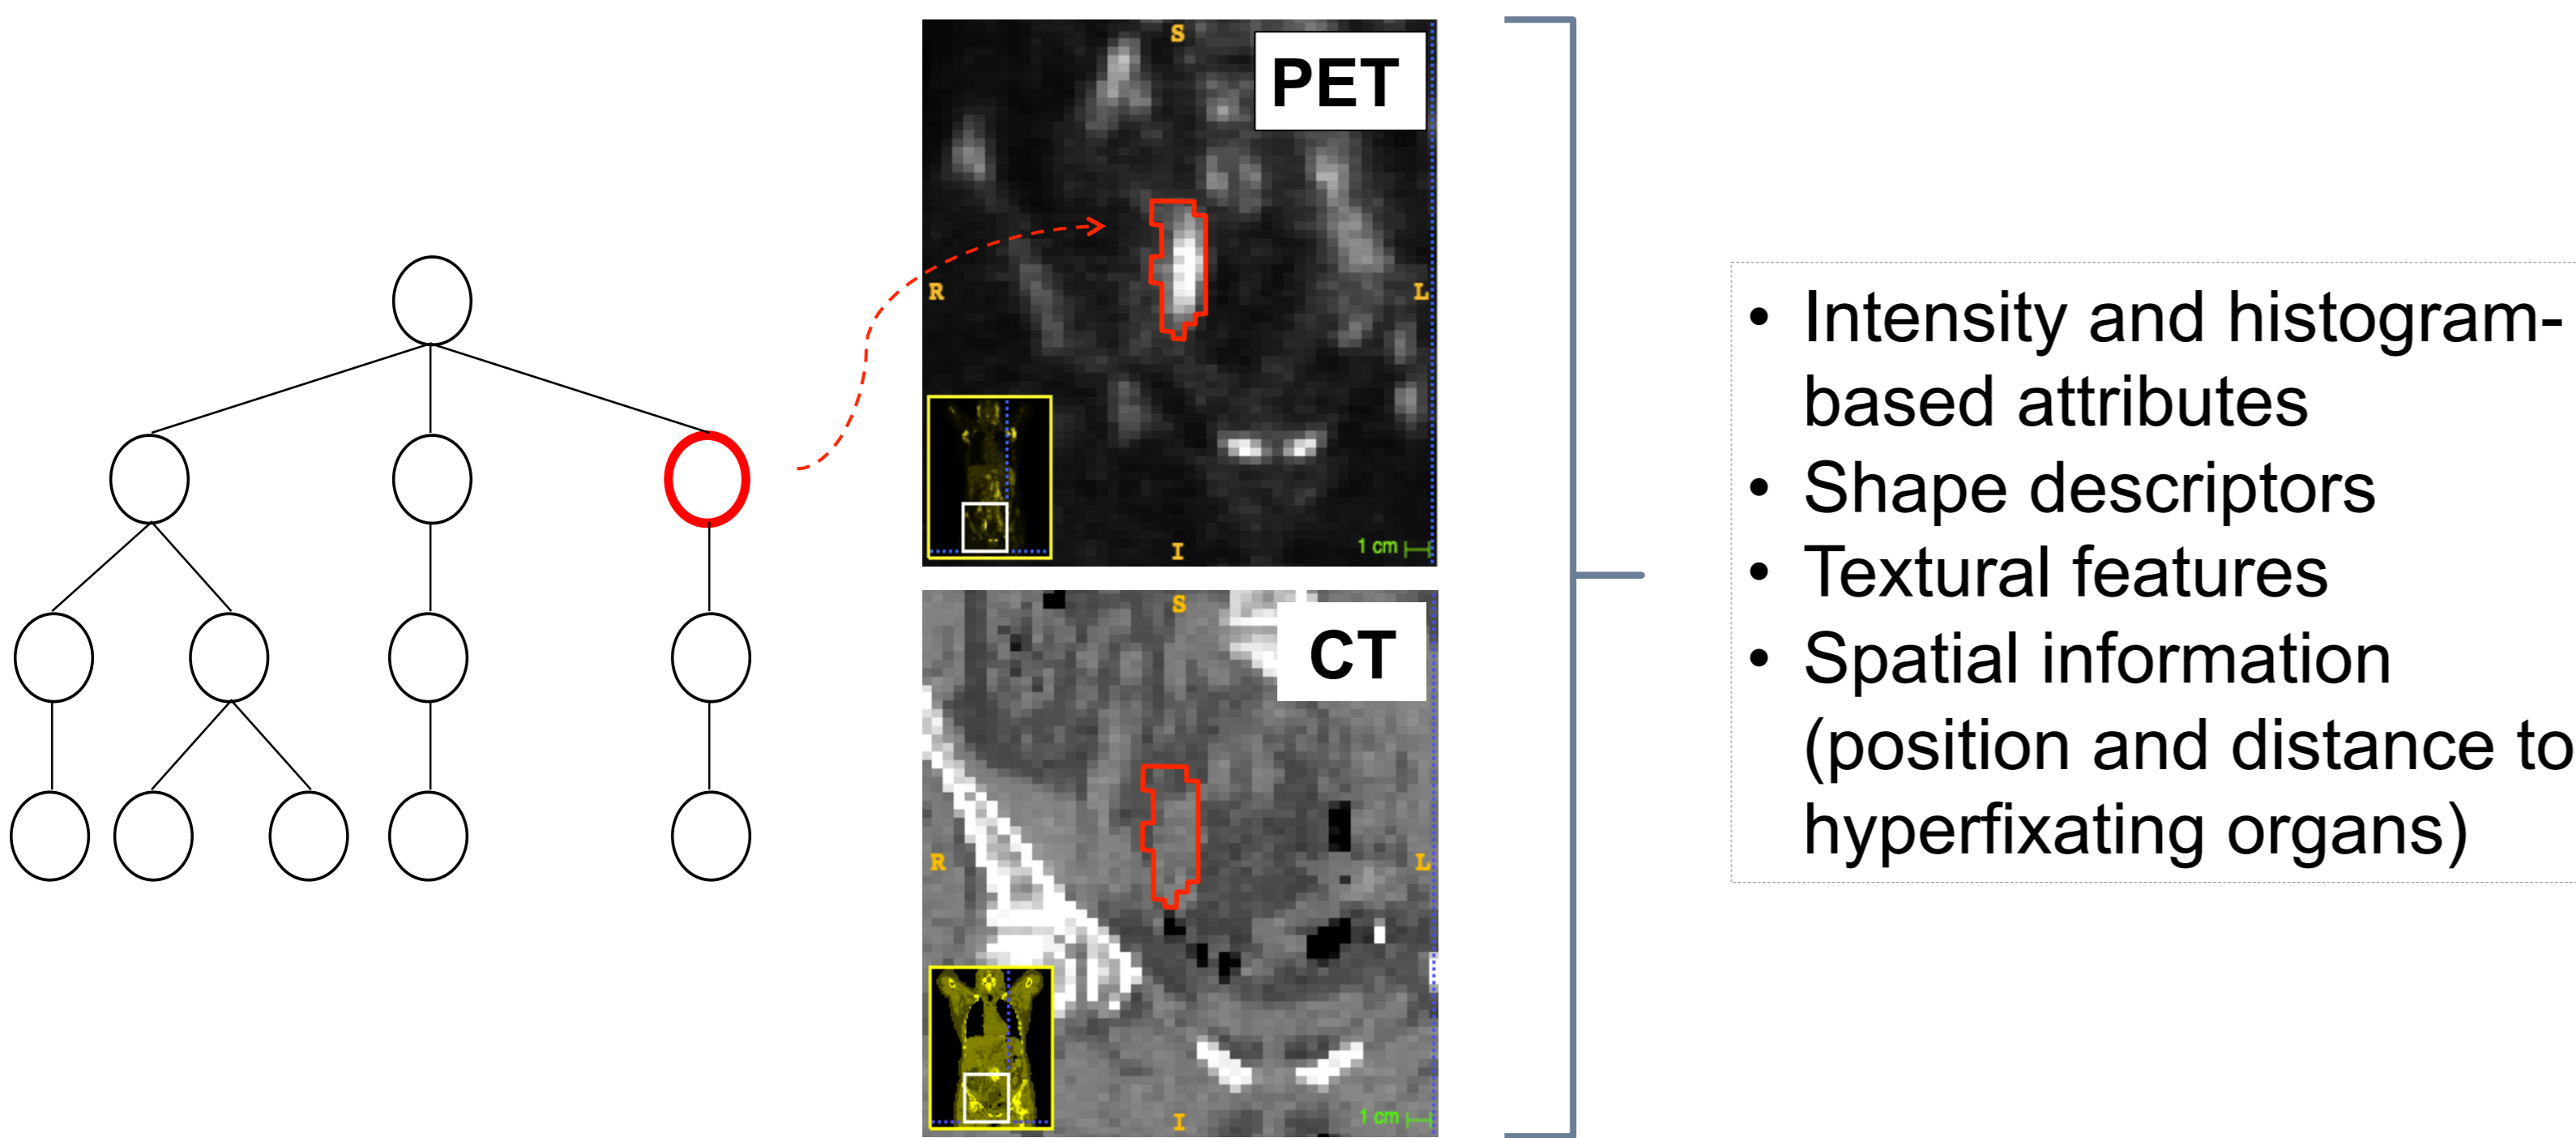 S
PET
R
L
I
1 cm
S
CT
R
L
I
1 cm
• Intensity and histogram-
based attributes
• Shape descriptors
• Textural features
• Spatial information
(position and distance to
hyperfixating organs)